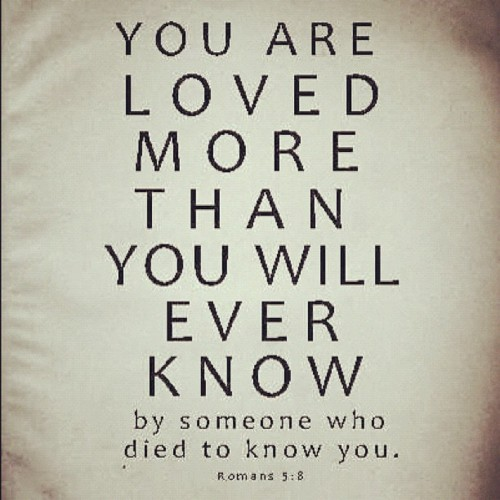 YOU ARE
LOVED
MORE
THAN
YOU WILL
EVER
KNOW
by someone who
died to know you.
Romans 5:8